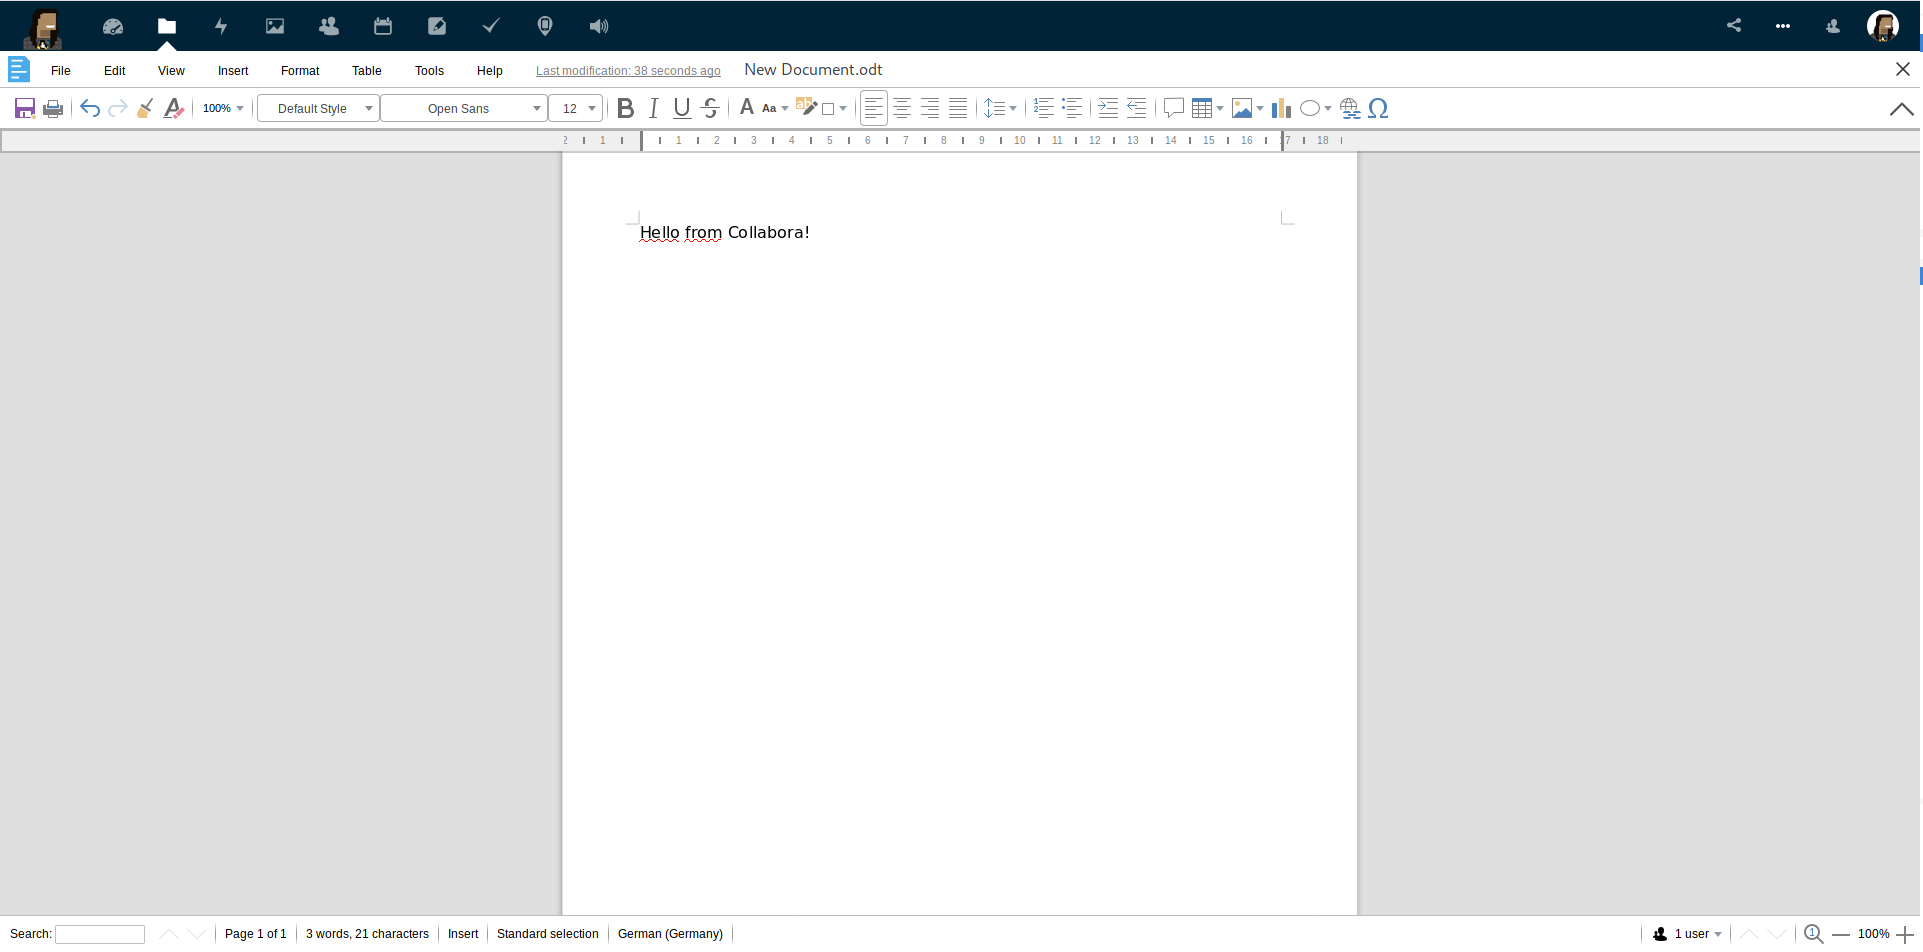 File Edit View Insert Format Table Tools Help Last modification: 38 seconds ago New Document.odt
100% Default Style Open Sans 12
2 1 1 2 3 4 5 6 7 8 9 10 11 12 13 14 15 16 17 18
Hello from Collabora!
Search: Page 1 of 1 3 words, 21 characters Insert Standard selection German (Germany) 1 user 100%